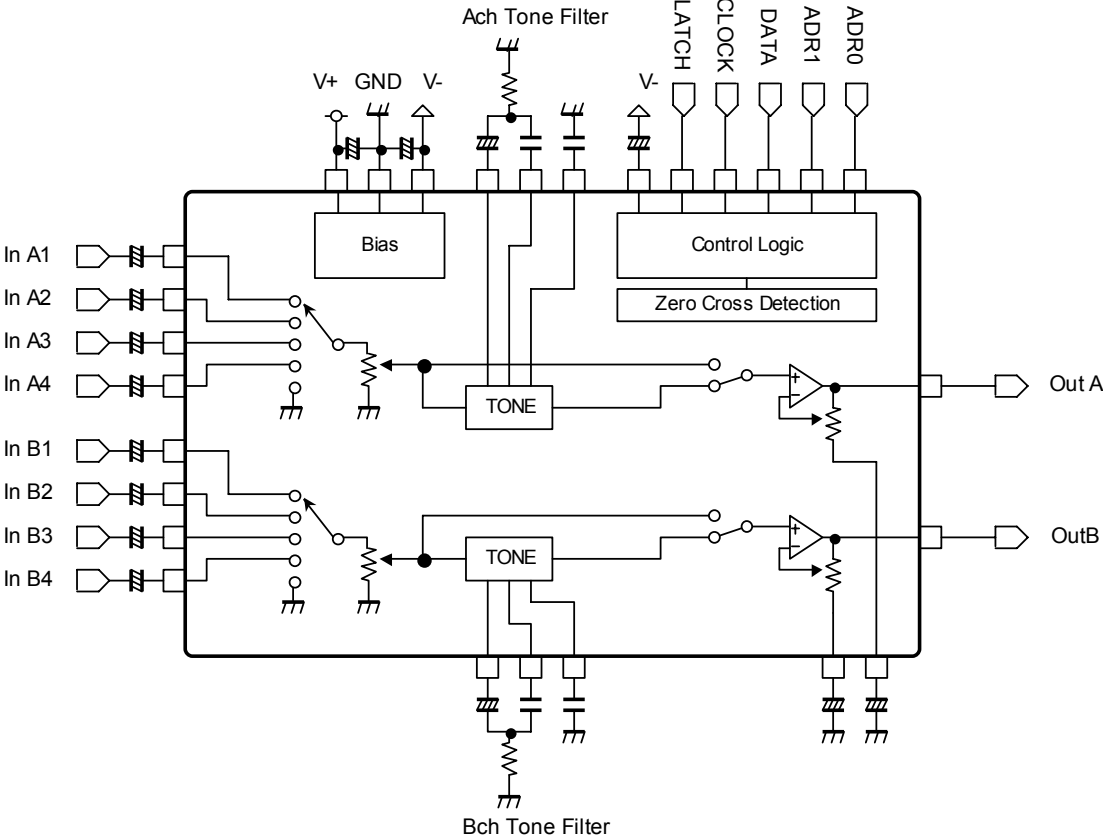 Ach Tone Filter
LATCH
CLOCK
DATA
ADR1
ADR0
V+
GND
V-
V-
Bias
Control Logic
Zero Cross Detection
In A1
In A2
In A3
In A4
TONE
+
−
Out A
In B1
In B2
In B3
In B4
TONE
+
−
OutB
Bch Tone Filter